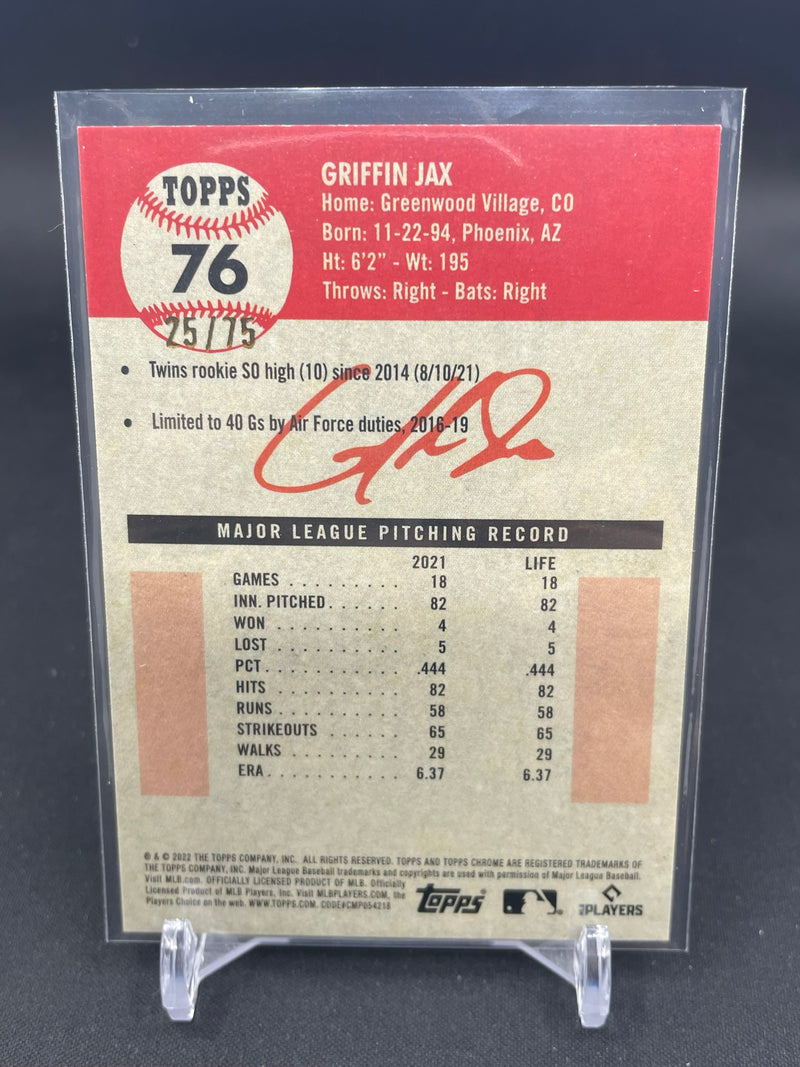 TOPPS
76
25/75
GRIFFIN JAX
Home: Greenwood Village, CO
Born: 11-22-94, Phoenix, AZ
Ht: 6'2" - Wt: 195
Throws: Right - Bats: Right
• Twins rookie SO high (10) since 2014 (8/10/21)
• Limited to 40 Gs by Air Force duties, 2016-19
MAJOR LEAGUE PITCHING RECORD
2021 LIFE
GAMES . . . . . . . . . 18 18
INN. PITCHED . . . . . . 82 82
WON . . . . . . . . . . 4 4
LOST . . . . . . . . . . 5 5
PCT . . . . . . . . . . .444 .444
HITS . . . . . . . . . . 82 82
RUNS . . . . . . . . . . 58 58
STRIKEOUTS . . . . . . 65 65
WALKS . . . . . . . . . 29 29
ERA . . . . . . . . . . 6.37 6.37
® & © 2022 THE TOPPS COMPANY, INC. ALL RIGHTS RESERVED. TOPPS AND TOPPS CHROME ARE REGISTERED TRADEMARKS OF
THE TOPPS COMPANY, INC. Major League Baseball trademarks and copyrights are used with permission of Major League Baseball.
Visit MLB.com. OFFICIALLY LICENSED PRODUCT OF MLB. Officially
Licensed Product of MLB Players, Inc. Visit MLBPLAYERS.COM, the
Players Choice on the web. WWW.TOPPS.COM. CODE#CMP054218
topps
PLAYERS